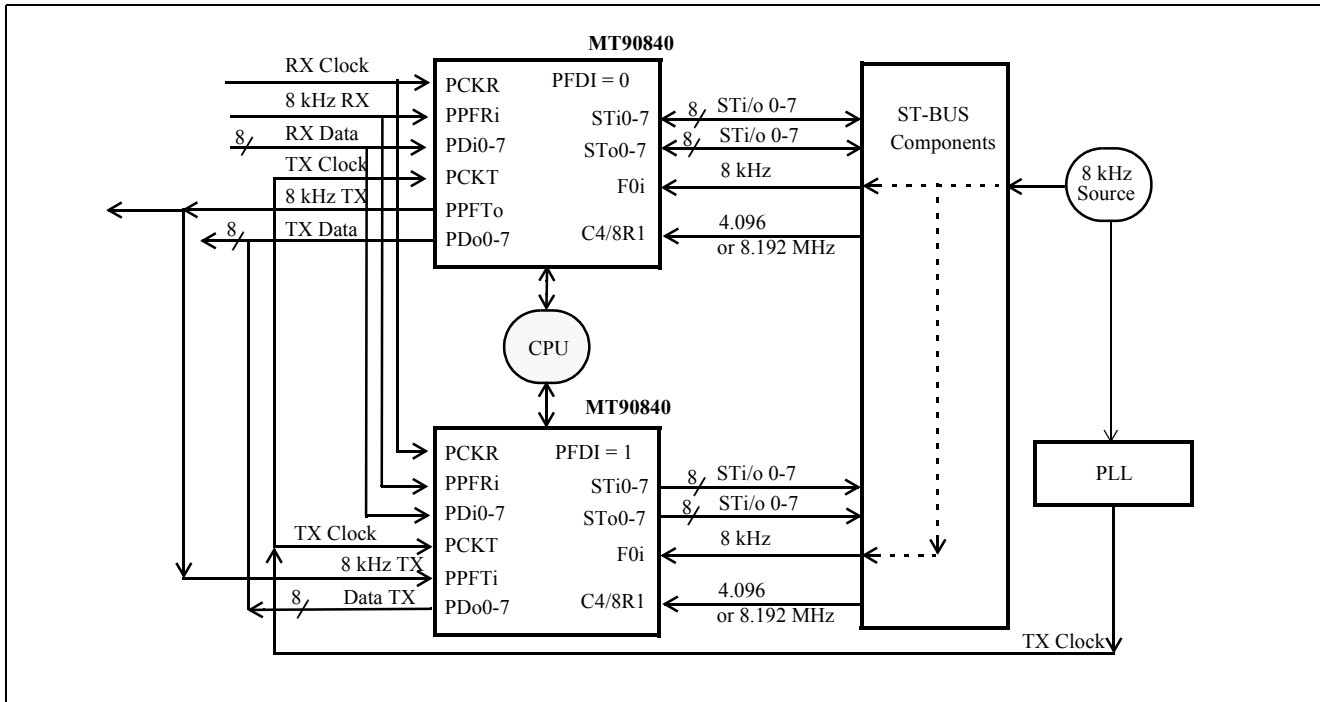 MT90840
RX Clock
8 kHz RX
8
RX Data
TX Clock
8 kHz TX
8
TX Data
PCKR
PPFRi
PDi0-7
PCKT
PPFTo
PDo0-7
PFDI = 0
STi0-7
STo0-7
F0i
C4/8R1
8
STi/o 0-7
8
STi/o 0-7
8 kHz
4.096
or 8.192 MHz
ST-BUS
Components
8 kHz
Source
CPU
MT90840
TX Clock
8 kHz TX
8
Data TX
PCKR
PPFRi
PDi0-7
PCKT
PPFTi
PDo0-7
PFDI = 1
STi0-7
STo0-7
F0i
C4/8R1
8
STi/o 0-7
8
STi/o 0-7
8 kHz
4.096
or 8.192 MHz
PLL
TX Clock